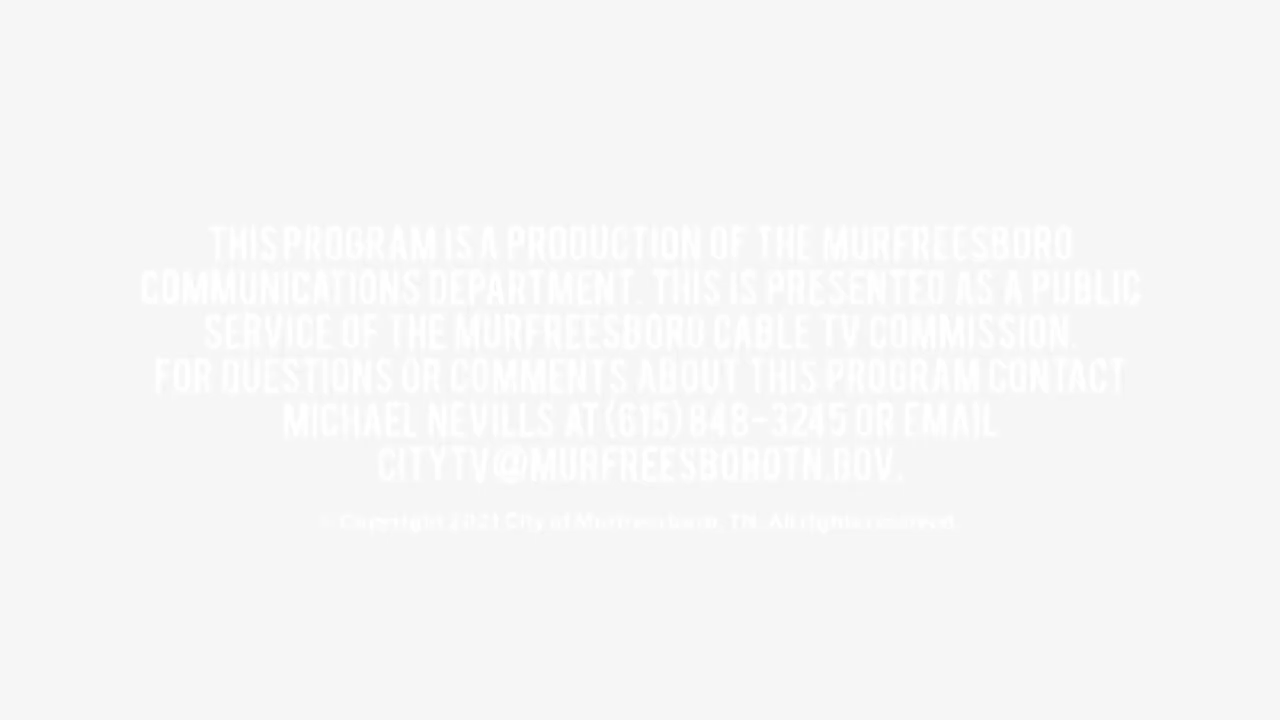 THIS PROGRAM IS A PRODUCTION OF THE MURFREESBORO
COMMUNICATIONS DEPARTMENT. THIS IS PRESENTED AS A PUBLIC
SERVICE OF THE MURFREESBORO CABLE TV COMMISSION.
FOR QUESTIONS OR COMMENTS ABOUT THIS PROGRAM CONTACT
MICHAEL NEVILLS AT (615) 848-3245 OR EMAIL
CITYTV@MURFREESBOROTN.GOV.
© Copyright 2021 City of Murfreesboro, TN. All rights reserved.